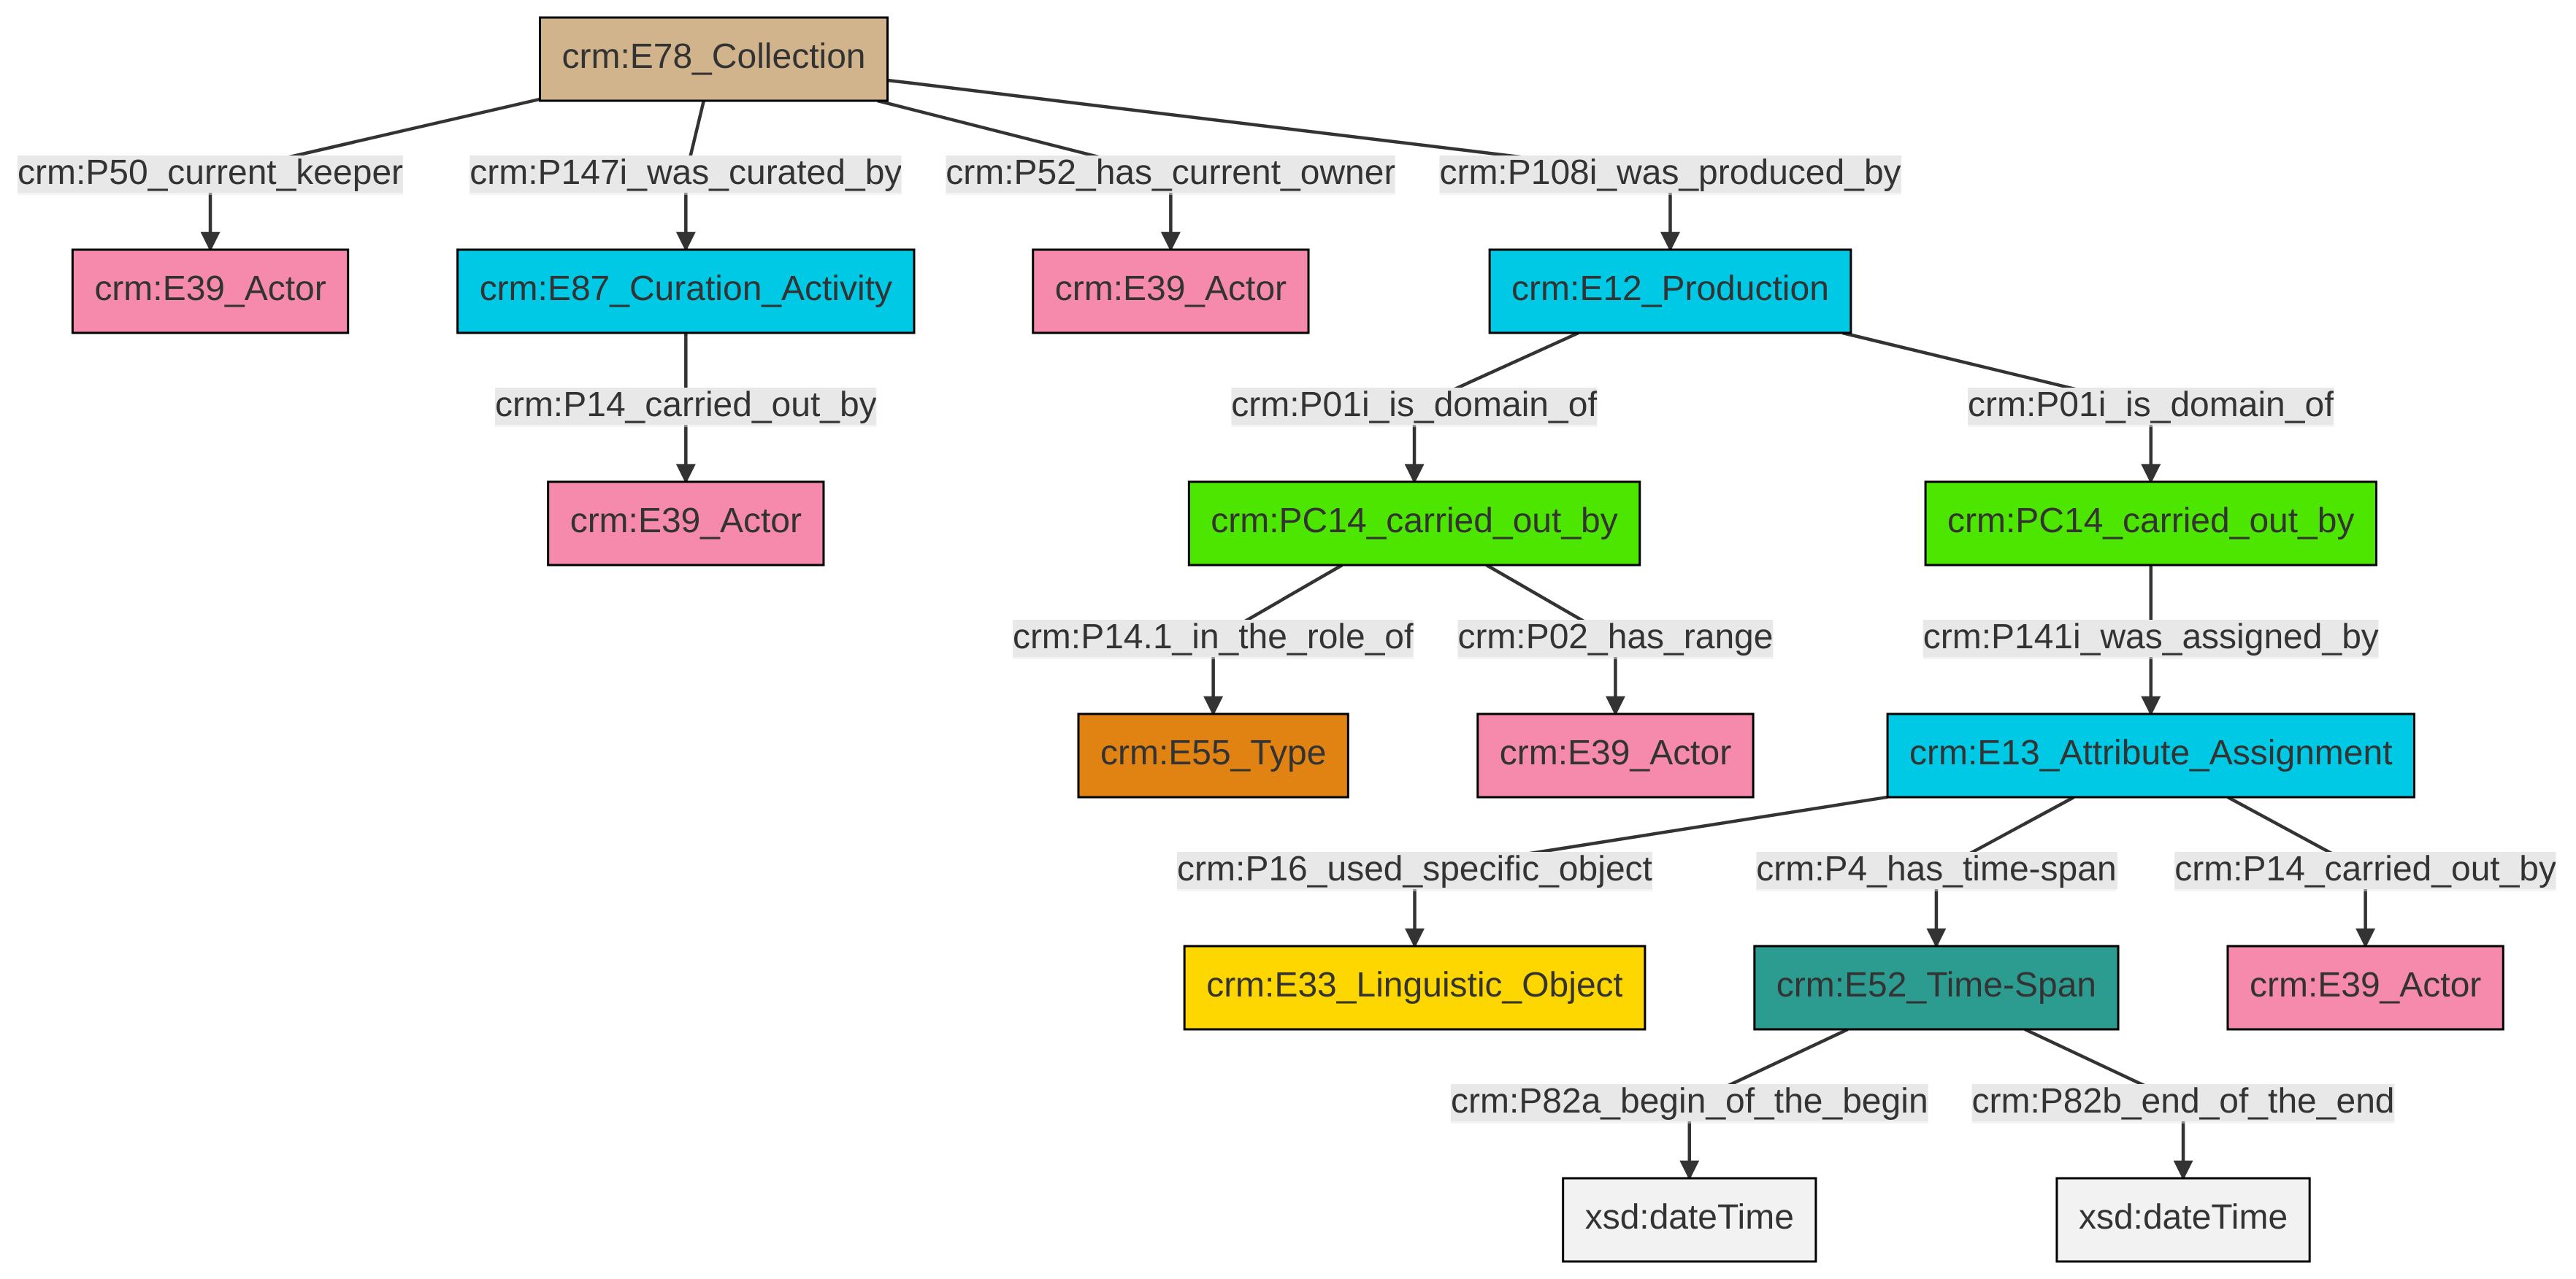 crm:E78_Collection
crm:P50_current_keeper
crm:P147i_was_curated_by
crm:P52_has_current_owner
crm:P108i_was_produced_by
crm:E39_Actor
crm:E87_Curation_Activity
crm:E39_Actor
crm:E12_Production
crm:P14_carried_out_by
crm:P01i_is_domain_of
crm:P01i_is_domain_of
crm:E39_Actor
crm:PC14_carried_out_by
crm:PC14_carried_out_by
crm:P14.1_in_the_role_of
crm:P02_has_range
crm:P141i_was_assigned_by
crm:E55_Type
crm:E39_Actor
crm:E13_Attribute_Assignment
crm:P16_used_specific_object
crm:P4_has_time-span
crm:P14_carried_out_by
crm:E33_Linguistic_Object
crm:E52_Time-Span
crm:E39_Actor
crm:P82a_begin_of_the_begin
crm:P82b_end_of_the_end
xsd:dateTime
xsd:dateTime